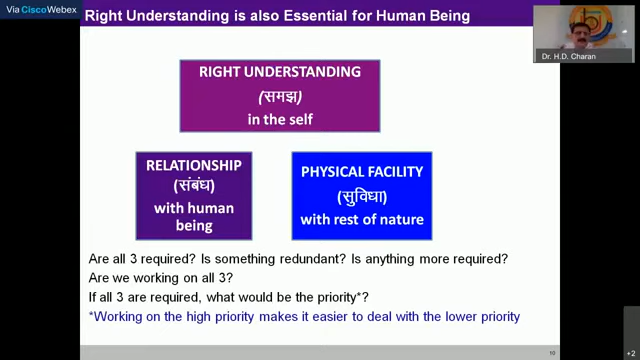 Via Cisco Webex
Right Understanding is also Essential for Human Being
Dr. H.D. Charan
RIGHT UNDERSTANDING
(समझ)
in the self
RELATIONSHIP
(संबंध)
with human
being
PHYSICAL FACILITY
(सुविधा)
with rest of nature
Are all 3 required? Is something redundant? Is anything more required?
Are we working on all 3?
If all 3 are required, what would be the priority*?
*Working on the high priority makes it easier to deal with the lower priority
10
+2